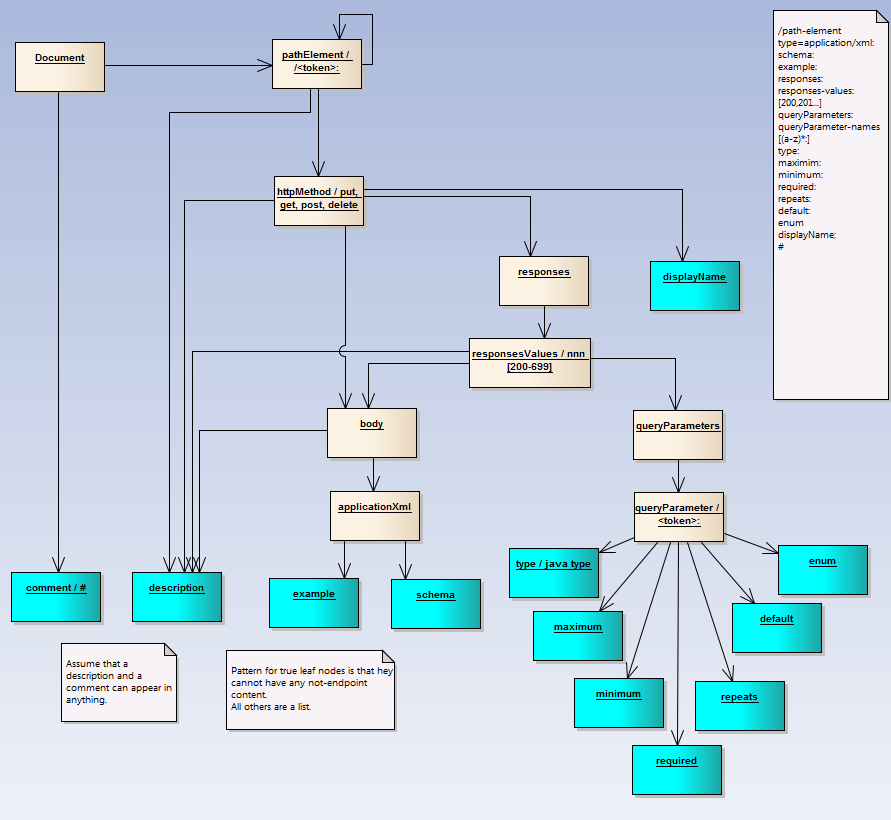 Document
pathElement /
/<token>:
/path-element
type=application/xml:
schema:
example:
responses:
responses-values:
[200,201...]
queryParameters:
queryParameter-names
[(a-z)*:]
type:
maximim:
minimum:
required:
repeats:
default:
enum
displayName;
#
httpMethod / put,
get, post, delete
responses
displayName
responsesValues / nnn
[200-699]
body
queryParameters
applicationXml
queryParameter /
<token>:
type / java type
enum
comment / #
description
example
schema
maximum
default
minimum
repeats
required
Assume that a
description and a
comment can appear in
anything.
Pattern for true leaf nodes is that hey
cannot have any not-endpoint
content.
All others are a list.